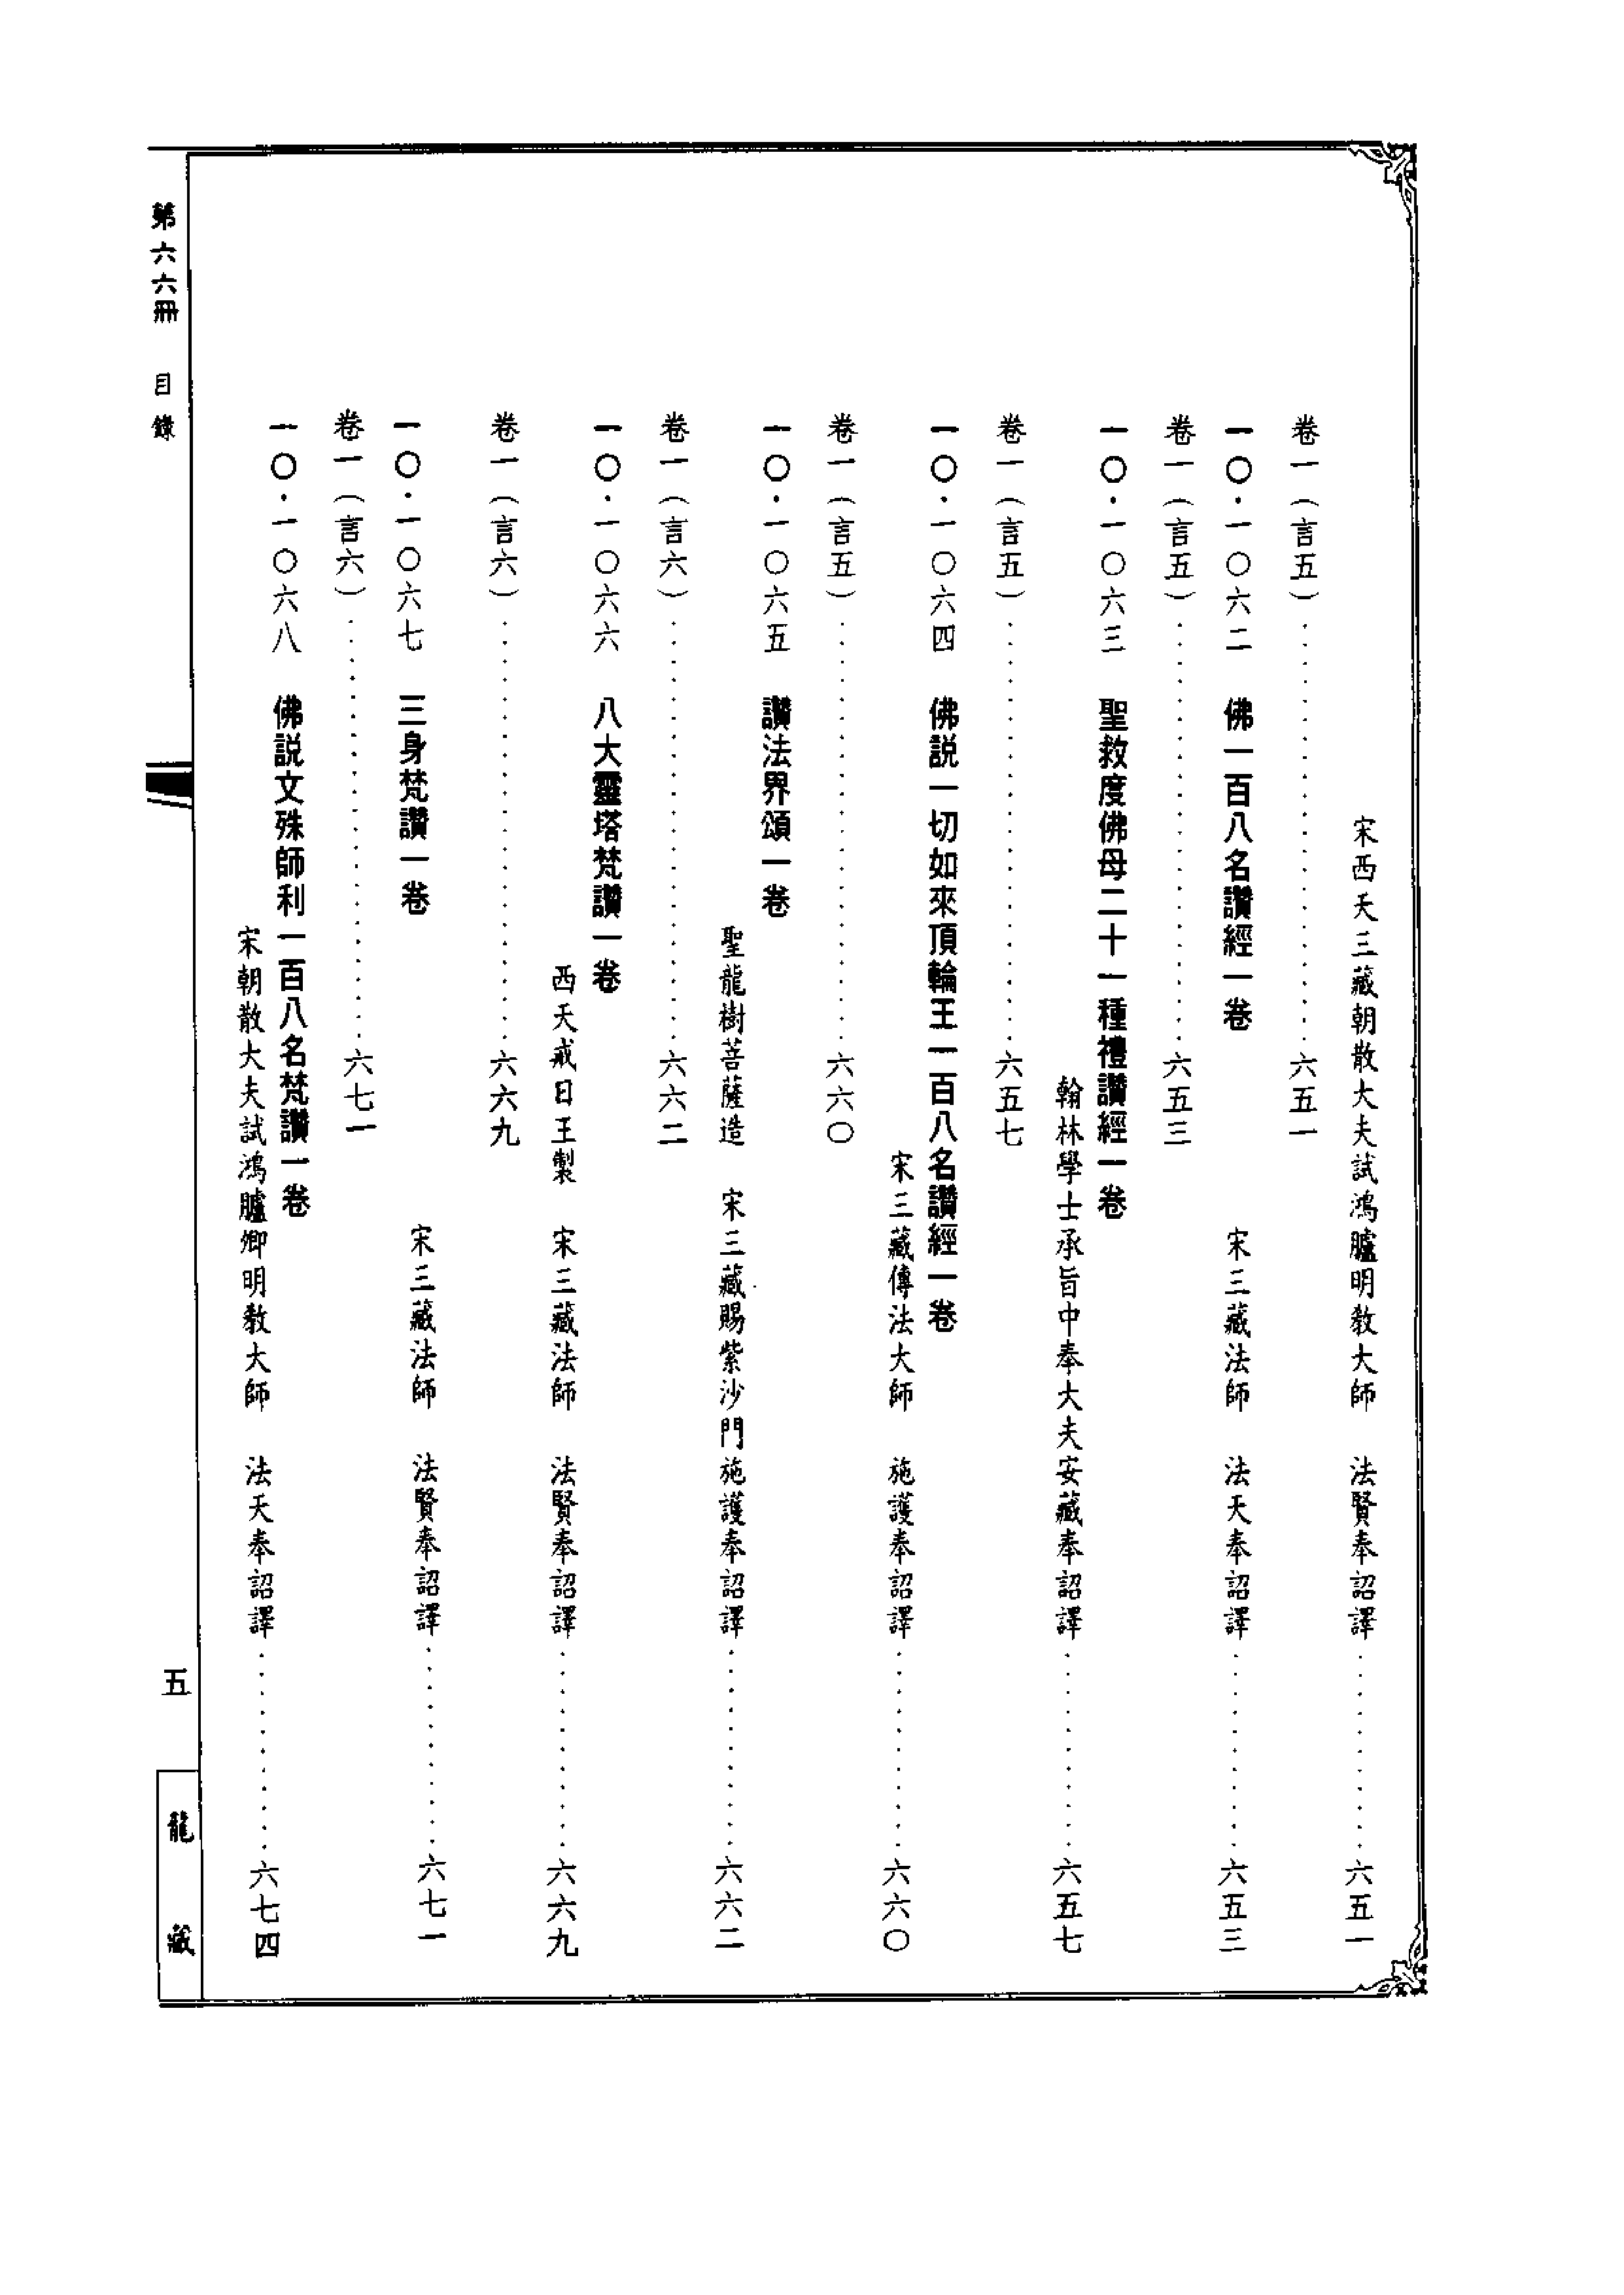 宋西天三藏朝散大夫試鴻臚明教大師　法賢奉詔譯…………六五一
卷一（言五）…………六五一
一〇·一〇六二　佛一百八名讚經一卷　宋三藏法師　法天奉詔譯…………六五三
卷一（言五）…………六五三
一〇·一〇六三　聖救度佛母二十一種禮讚經一卷
翰林學士承旨中奉大夫安藏奉詔譯…………六五七
卷一（言五）…………六五七
一〇·一〇六四　佛說一切如來頂輪王一百八名讚經一卷
宋三藏傳法大師　施護奉詔譯…………六六〇
卷一（言五）…………六六〇
一〇·一〇六五　讚法界頌一卷
聖龍樹菩薩造　宋三藏賜紫沙門施護奉詔譯…………六六二
卷一（言六）…………六六二
一〇·一〇六六　八大靈塔梵讚一卷
西天戒日王製　宋三藏法師　法賢奉詔譯…………六六九
卷一（言六）…………六六九
一〇·一〇六七　三身梵讚一卷　宋三藏法師　法賢奉詔譯…………六七一
卷一（言六）…………六七一
一〇·一〇六八　佛說文殊師利一百八名梵讚一卷
宋朝散大夫試鴻臚卿明教大師　法天奉詔譯…………六七四
第六六冊　目錄
五
龍藏